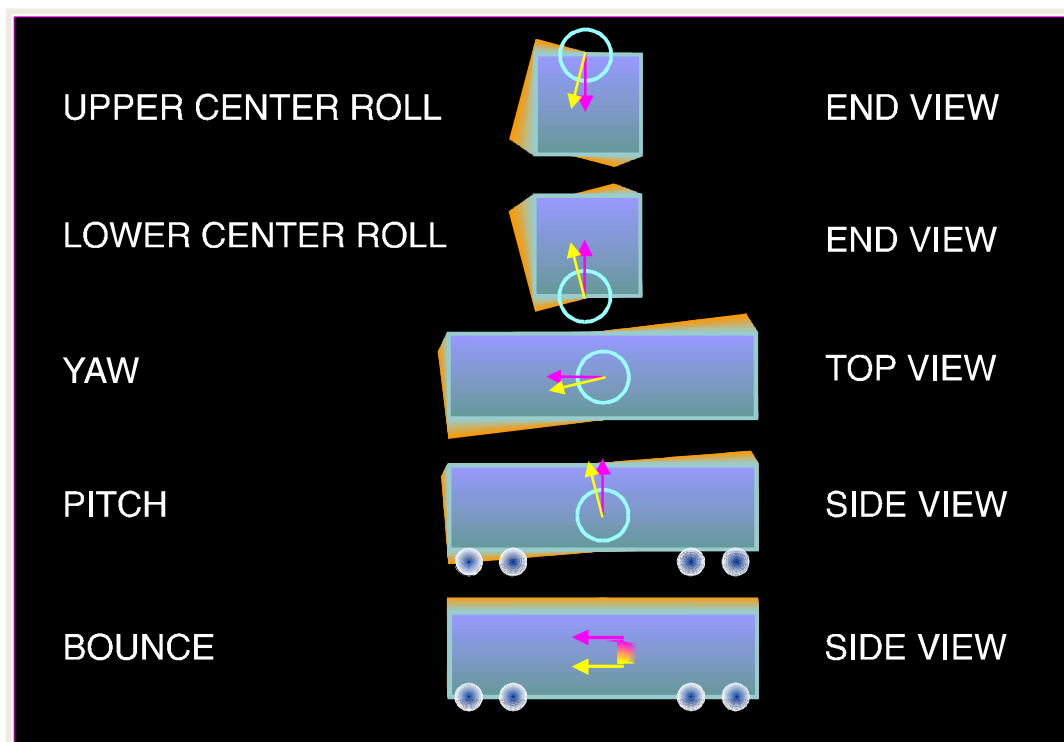 UPPER CENTER ROLL END VIEW
LOWER CENTER ROLL END VIEW
YAW TOP VIEW
PITCH SIDE VIEW
BOUNCE SIDE VIEW